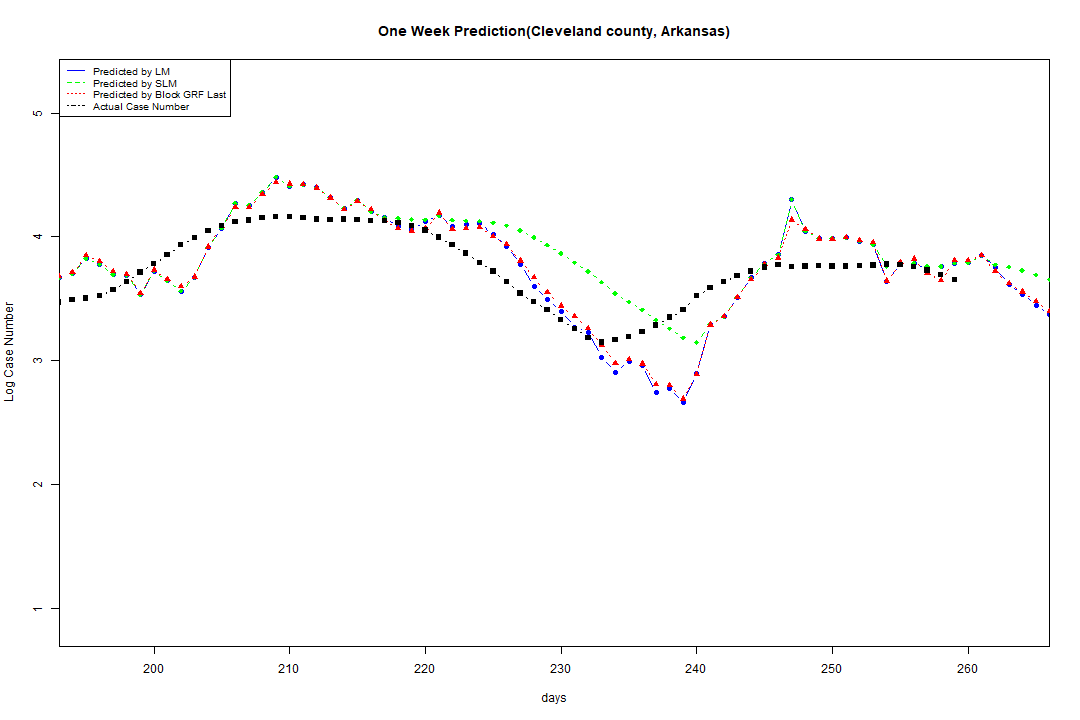 One Week Prediction(Cleveland county, Arkansas)
Predicted by LM
Predicted by SLM
Predicted by Block GRF Last
Actual Case Number
Log Case Number
5
4
3
2
1
200 210 220 230 240 250 260
days